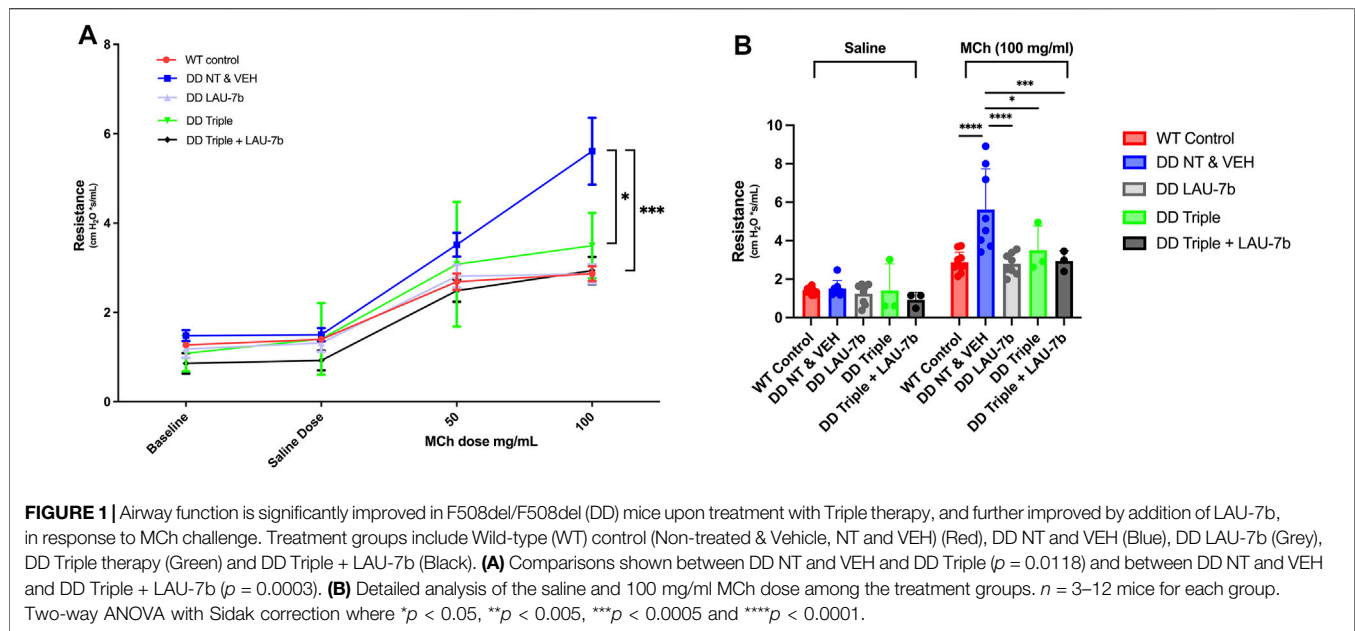 A
WT control
DD NT & VEH
DD LAU-7b
DD Triple
DD Triple + LAU-7b
8
6
4
2
0
Resistance
(cm H₂O *s/mL)
*
***
Baseline
Saline Dose
50
100
MCh dose mg/mL
B
Saline
MCh (100 mg/ml)
***
*
****
****
10
8
6
4
2
0
Resistance
(cm H₂O *s/mL)
WT Control
DD NT & VEH
DD LAU-7b
DD Triple
DD Triple + LAU-7b
WT Control
DD NT & VEH
DD LAU-7b
DD Triple
DD Triple + LAU-7b
WT Control
DD NT & VEH
DD LAU-7b
DD Triple
DD Triple + LAU-7b
FIGURE 1 | Airway function is significantly improved in F508del/F508del (DD) mice upon treatment with Triple therapy, and further improved by addition of LAU-7b,
in response to MCh challenge. Treatment groups include Wild-type (WT) control (Non-treated & Vehicle, NT and VEH) (Red), DD NT and VEH (Blue), DD LAU-7b (Grey),
DD Triple therapy (Green) and DD Triple + LAU-7b (Black). (A) Comparisons shown between DD NT and VEH and DD Triple (p = 0.0118) and between DD NT and VEH
and DD Triple + LAU-7b (p = 0.0003). (B) Detailed analysis of the saline and 100 mg/ml MCh dose among the treatment groups. n = 3–12 mice for each group.
Two-way ANOVA with Sidak correction where *p < 0.05, **p < 0.005, ***p < 0.0005 and ****p < 0.0001.